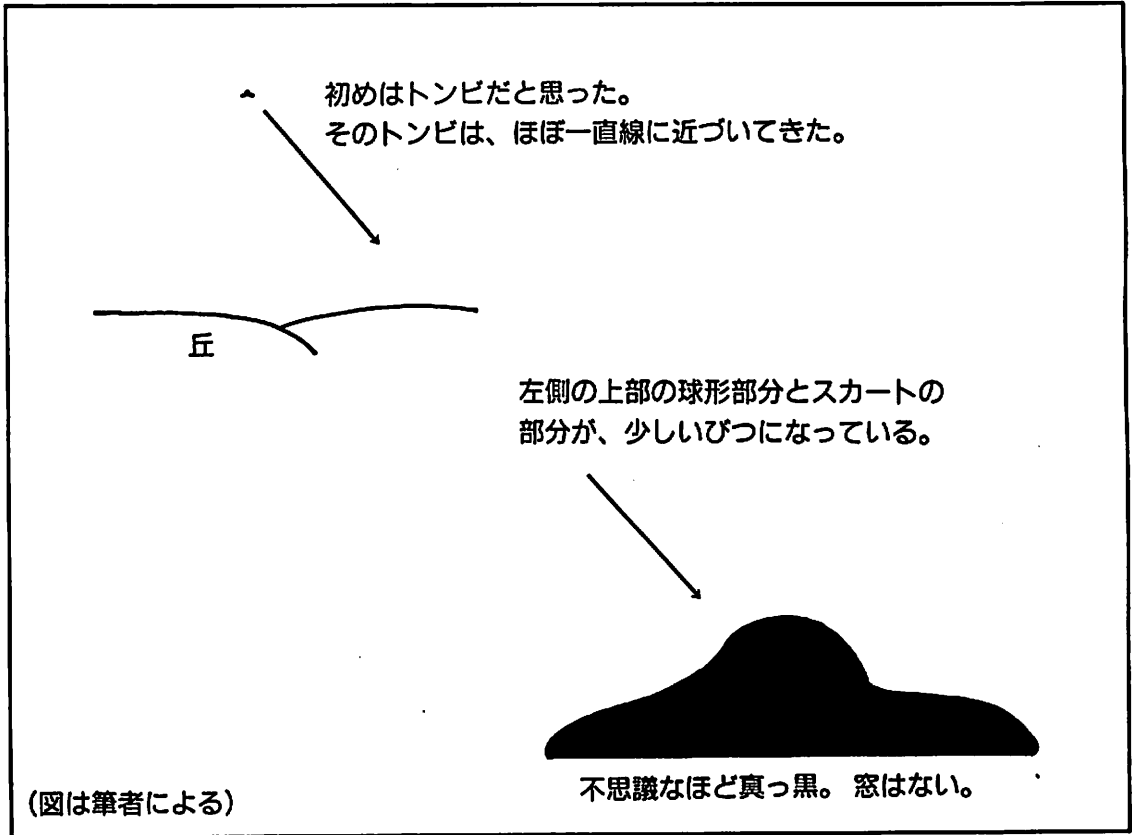 初めはトンビだと思った。
そのトンビは、ほぼ一直線に近づいてきた。
丘
左側の上部の球形部分とスカートの
部分が、少しいびつになっている。
不思議なほど真っ黒。 窓はない。
(図は筆者による)